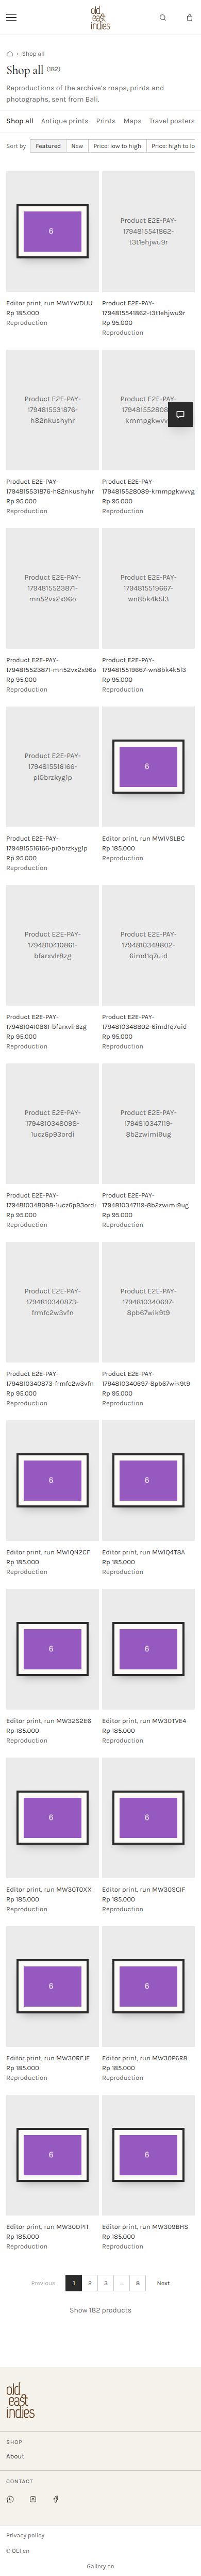 old
east
indies
Shop all
Shop all (182)
Reproductions of the archive's maps, prints and
photographs, sent from Bali.
Shop all Antique prints Prints Maps Travel posters
Sort by Featured New Price: low to high Price: high to lo
6
Product E2E-PAY-
1794815541862-
t3t1ehjwu9r
Editor print, run MW1YWDUU
Rp 185.000
Reproduction
Product E2E-PAY-
1794815541862-t3t1ehjwu9r
Rp 95.000
Reproduction
Product E2E-PAY-
1794815531876-
h82nkushyhr
Product E2E-PAY-
krnmpgkwvv
Product E2E-PAY-
1794815531876-h82nkushyhr
Rp 95.000
Reproduction
Product E2E-PAY-
1794815528089-krnmpgkwvvg
Rp 95.000
Reproduction
Product E2E-PAY-
1794815523871-
mn52vx2x96o
Product E2E-PAY-
1794815519667-
wn8bk4k5l3
Product E2E-PAY-
1794815523871-mn52vx2x96o
Rp 95.000
Reproduction
Product E2E-PAY-
1794815519667-wn8bk4k5l3
Rp 95.000
Reproduction
Product E2E-PAY-
1794815516166-
pi0brzkyg1p
6
Product E2E-PAY-
1794815516166-pi0brzkyg1p
Rp 95.000
Reproduction
Editor print, run MW1V5LBC
Rp 185.000
Reproduction
Product E2E-PAY-
1794810410861-
bfarxvlr8zg
Product E2E-PAY-
1794810348802-
6imd1q7uid
Product E2E-PAY-
1794810410861-bfarxvlr8zg
Rp 95.000
Reproduction
Product E2E-PAY-
1794810348802-6imd1q7uid
Rp 95.000
Reproduction
Product E2E-PAY-
1794810348098-
1ucz6p93ordi
Product E2E-PAY-
1794810347119-
8b2zwimi9ug
Product E2E-PAY-
1794810348098-1ucz6p93ordi
Rp 95.000
Reproduction
Product E2E-PAY-
1794810347119-8b2zwimi9ug
Rp 95.000
Reproduction
Product E2E-PAY-
1794810340873-
frmfc2w3vfn
Product E2E-PAY-
1794810340697-
8pb67wik9t9
Product E2E-PAY-
1794810340873-frmfc2w3vfn
Rp 95.000
Reproduction
Product E2E-PAY-
1794810340697-8pb67wik9t9
Rp 95.000
Reproduction
6
6
Editor print, run MW1QN2CF
Rp 185.000
Reproduction
Editor print, run MW1Q4T8A
Rp 185.000
Reproduction
6
6
Editor print, run MW32S2E6
Rp 185.000
Reproduction
Editor print, run MW30TVE4
Rp 185.000
Reproduction
6
6
Editor print, run MW30T0XX
Rp 185.000
Reproduction
Editor print, run MW30SCIF
Rp 185.000
Reproduction
6
6
Editor print, run MW30RFJE
Rp 185.000
Reproduction
Editor print, run MW30P6R8
Rp 185.000
Reproduction
6
6
Editor print, run MW30DPIT
Rp 185.000
Reproduction
Editor print, run MW3098HS
Rp 185.000
Reproduction
Previous 1 2 3 ... 8 Next
Show 182 products
old
east
indies
SHOP
About
CONTACT
Privacy policy
© OEI en
Gallery en